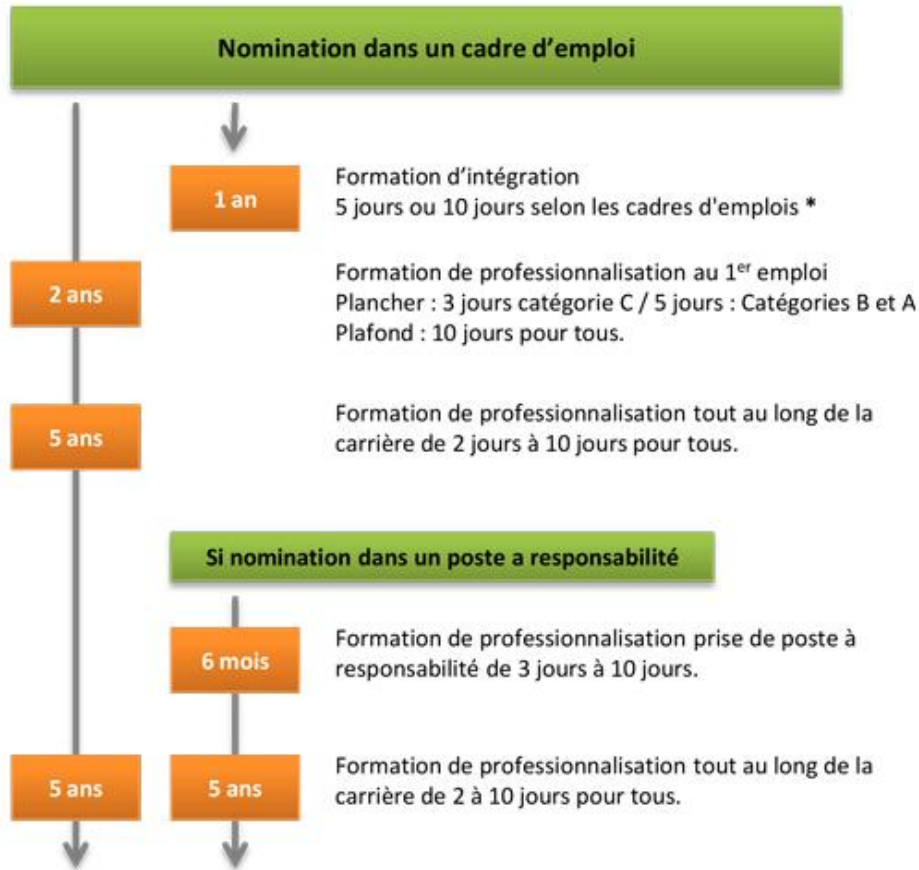 Nomination dans un cadre d’emploi
1 an
Formation d’intégration
5 jours ou 10 jours selon les cadres d'emplois *
2 ans
Formation de professionnalisation au 1er emploi
Plancher : 3 jours catégorie C / 5 jours : Catégories B et A
Plafond : 10 jours pour tous.
5 ans
Formation de professionnalisation tout au long de la
carrière de 2 jours à 10 jours pour tous.
Si nomination dans un poste a responsabilité
6 mois
Formation de professionnalisation prise de poste à
responsabilité de 3 jours à 10 jours.
5 ans
5 ans
Formation de professionnalisation tout au long de la
carrière de 2 à 10 jours pour tous.